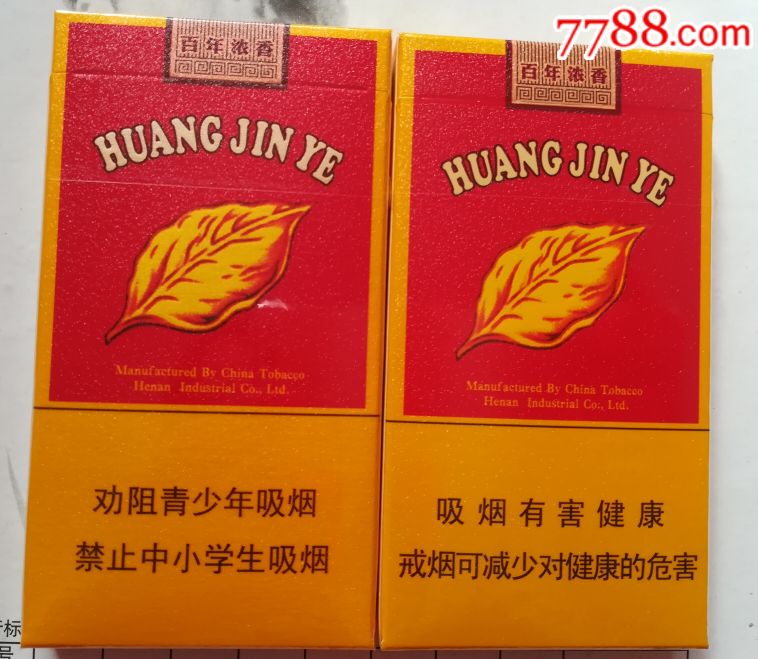 7788.com
百年浓香
HUANG JIN YE
Manufactured By China Tobacco
Henan Industrial Co., Ltd.
劝阻青少年吸烟
禁止中小学生吸烟
百年浓香
HUANG JIN YE
Manufactured By China Tobacco
Henan Industrial Co., Ltd.
吸烟有害健康
戒烟可减少对健康的危害
标
号